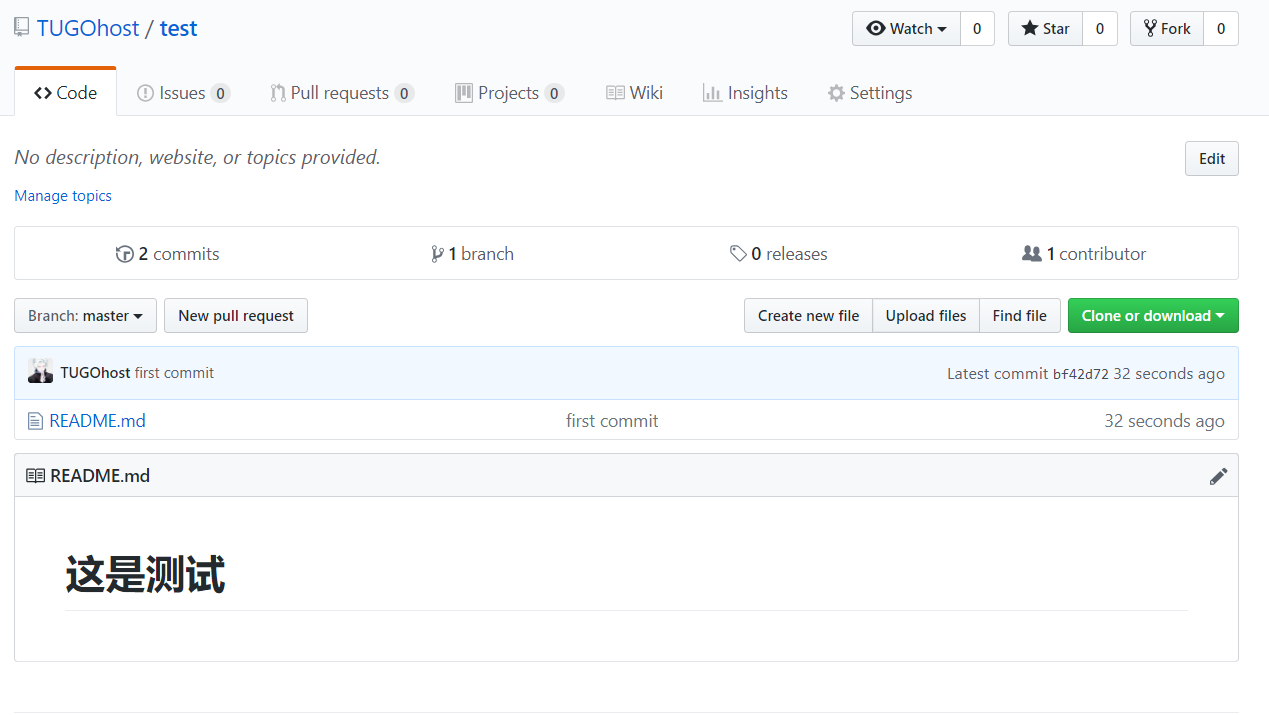 TUGOhost / test
Watch 0 Star 0 Fork 0
Code Issues 0 Pull requests 0 Projects 0 Wiki Insights Settings
No description, website, or topics provided. Edit
Manage topics
2 commits 1 branch 0 releases 1 contributor
Branch: master New pull request Create new file Upload files Find file Clone or download
TUGOhost first commit Latest commit bf42d72 32 seconds ago
README.md first commit 32 seconds ago
README.md
这是测试